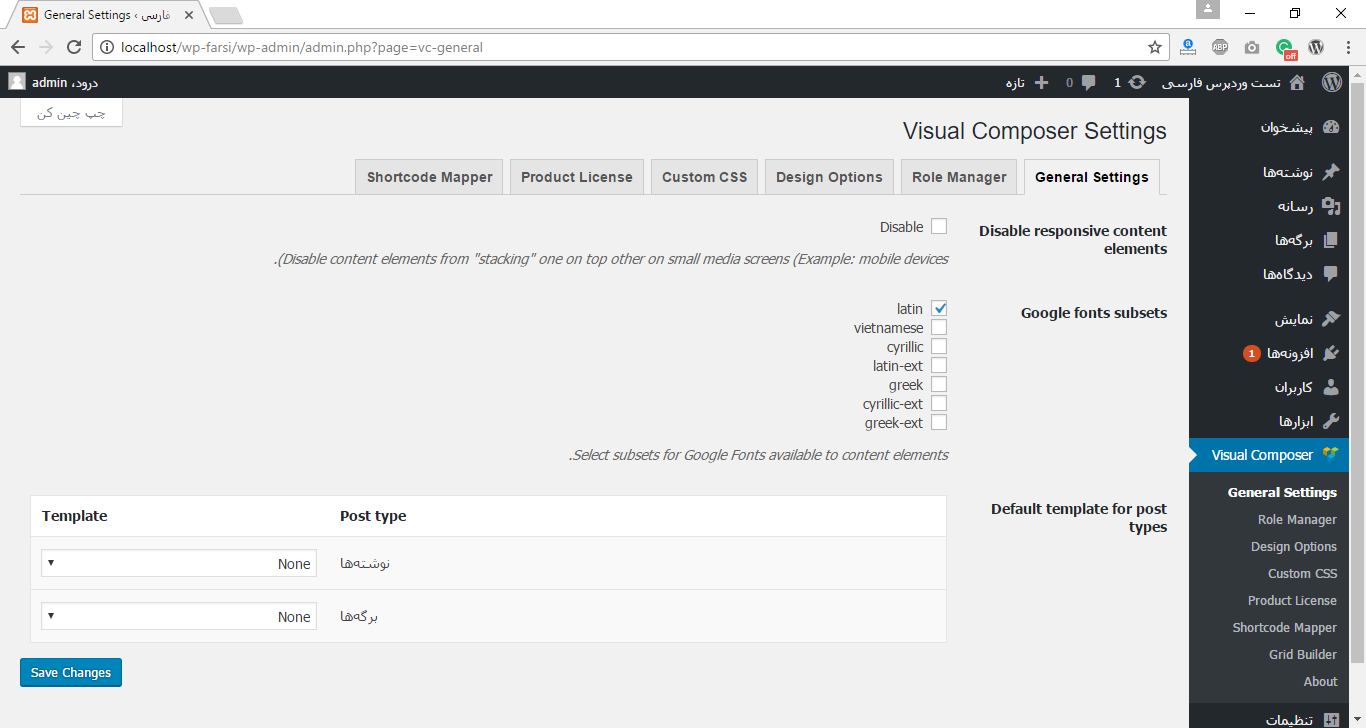 General Settings ‹ فارسی
localhost/wp-farsi/wp-admin/admin.php?page=vc-general
8
ABP
off
تست وردپرس فارسی
1
0
تازه
درود، admin
چپ چین کن
Visual Composer Settings
General Settings
Role Manager
Design Options
Custom CSS
Product License
Shortcode Mapper
Disable responsive content
elements
Disable
Disable content elements from "stacking" one on top other on small media screens (Example: mobile devices).
Google fonts subsets
latin
vietnamese
cyrillic
latin-ext
greek
cyrillic-ext
greek-ext
Select subsets for Google Fonts available to content elements.
Default template for post
types
Post type
Template
نوشته‌ها
None
برگه‌ها
None
Save Changes
پیشخوان
نوشته‌ها
رسانه
برگه‌ها
دیدگاه‌ها
نمایش
افزونه‌ها 1
کاربران
ابزارها
Visual Composer
General Settings
Role Manager
Design Options
Custom CSS
Product License
Shortcode Mapper
Grid Builder
About
تنظیمات